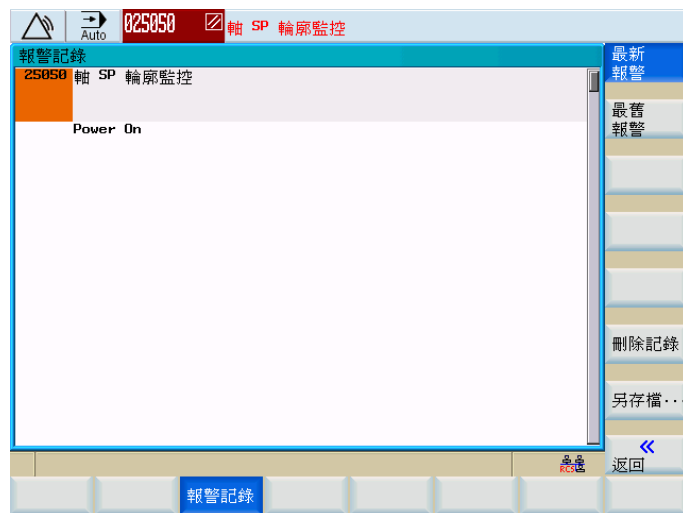 Auto
025050
軸 SP 輪廓監控
報警記錄
25050 軸 SP 輪廓監控
Power On
最新
報警
最舊
報警
刪除記錄
另存檔··
返回
RCS
報警記錄